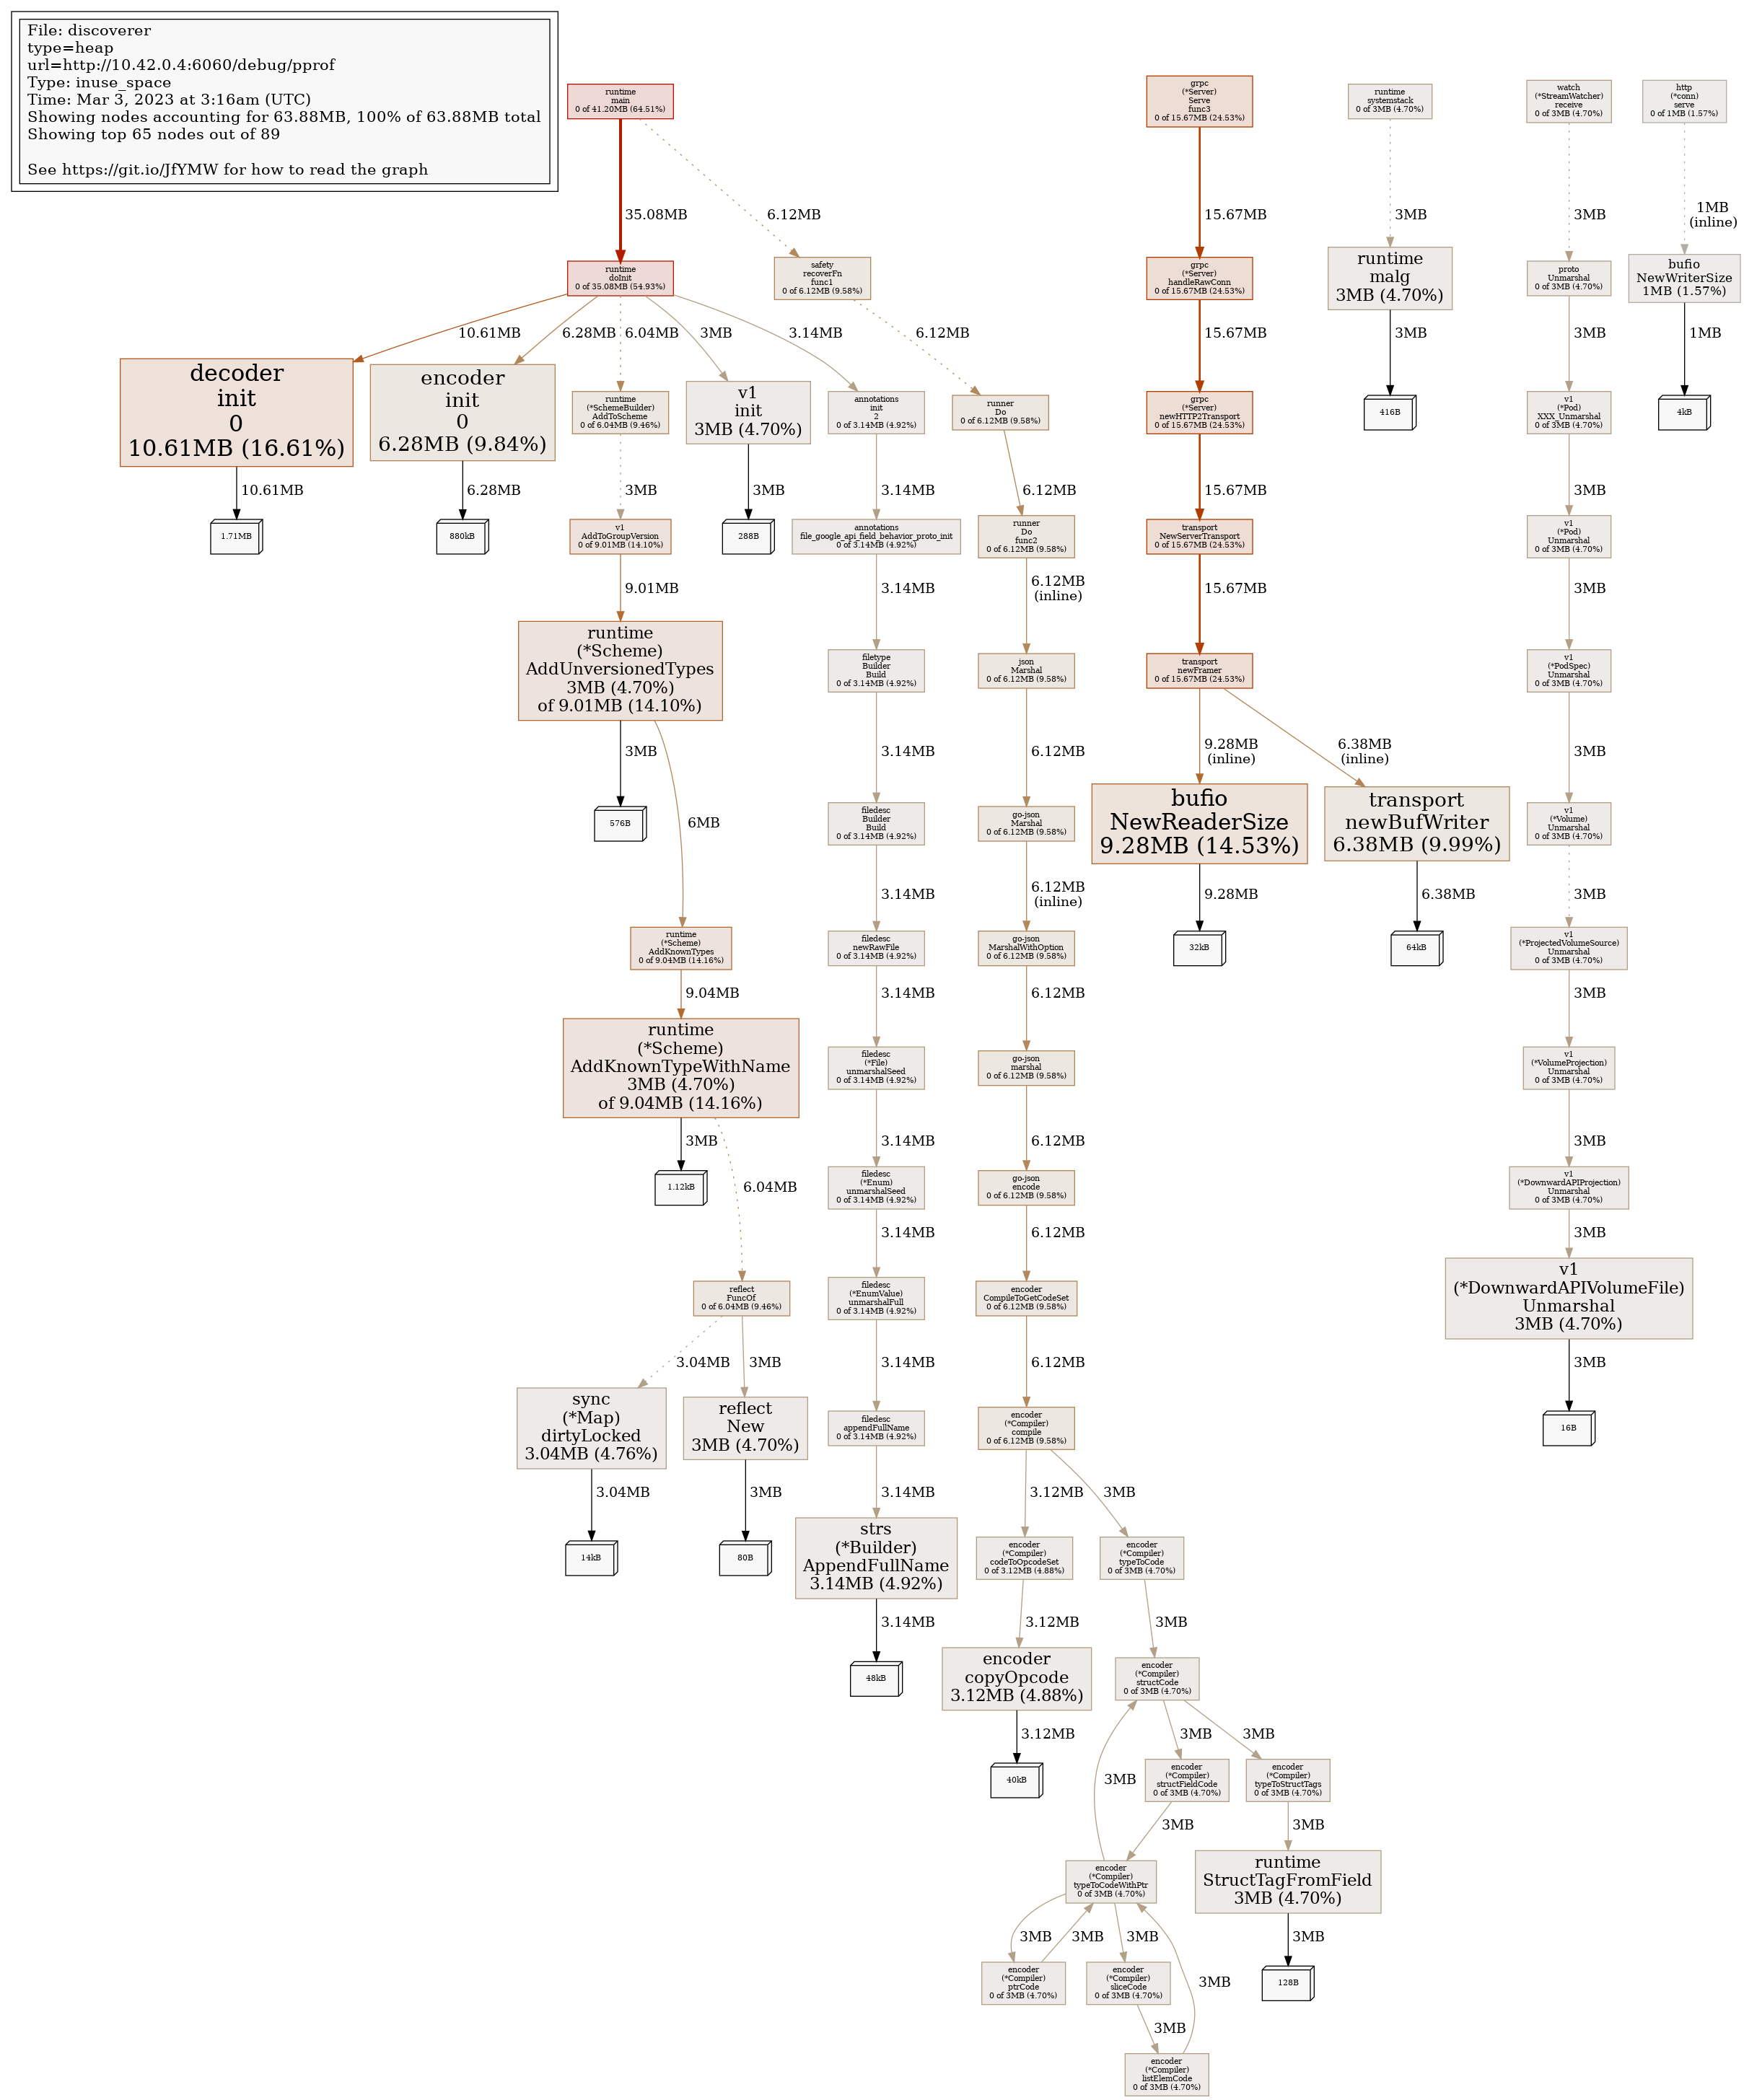 File: discoverer
type=heap
url=http://10.42.0.4:6060/debug/pprof
Type: inuse_space
Time: Mar 3, 2023 at 3:16am (UTC)
Showing nodes accounting for 63.88MB, 100% of 63.88MB total
Showing top 65 nodes out of 89
See https://git.io/JfYMW for how to read the graph
runtime
main
0 of 41.20MB (64.51%)
grpc
(*Server)
Serve
func3
0 of 15.67MB (24.53%)
runtime
systemstack
0 of 3MB (4.70%)
watch
(*StreamWatcher)
receive
0 of 3MB (4.70%)
http
(*conn)
serve
0 of 1MB (1.57%)
35.08MB
6.12MB
15.67MB
3MB
3MB
1MB
(inline)
runtime
doInit
0 of 35.08MB (54.93%)
safety
recoverFn
func1
0 of 6.12MB (9.58%)
grpc
(*Server)
handleRawConn
0 of 15.67MB (24.53%)
runtime
malg
3MB (4.70%)
proto
Unmarshal
0 of 3MB (4.70%)
bufio
NewWriterSize
1MB (1.57%)
10.61MB
6.28MB
6.04MB
3MB
3.14MB
6.12MB
15.67MB
3MB
3MB
1MB
decoder
init
0
10.61MB (16.61%)
encoder
init
0
6.28MB (9.84%)
runtime
(*SchemeBuilder)
AddToScheme
0 of 6.04MB (9.46%)
v1
init
3MB (4.70%)
annotations
init
2
0 of 3.14MB (4.92%)
runner
Do
0 of 6.12MB (9.58%)
grpc
(*Server)
newHTTP2Transport
0 of 15.67MB (24.53%)
416B
v1
(*Pod)
XXX_Unmarshal
0 of 3MB (4.70%)
4kB
10.61MB
6.28MB
3MB
3MB
3.14MB
6.12MB
15.67MB
3MB
1.71MB
880kB
v1
AddToGroupVersion
0 of 9.01MB (14.10%)
288B
annotations
file_google_api_field_behavior_proto_init
0 of 3.14MB (4.92%)
runner
Do
func2
0 of 6.12MB (9.58%)
transport
NewServerTransport
0 of 15.67MB (24.53%)
v1
(*Pod)
Unmarshal
0 of 3MB (4.70%)
9.01MB
3.14MB
6.12MB
(inline)
15.67MB
3MB
runtime
(*Scheme)
AddUnversionedTypes
3MB (4.70%)
of 9.01MB (14.10%)
filetype
Builder
Build
0 of 3.14MB (4.92%)
json
Marshal
0 of 6.12MB (9.58%)
transport
newFramer
0 of 15.67MB (24.53%)
v1
(*PodSpec)
Unmarshal
0 of 3MB (4.70%)
3MB
6MB
3.14MB
6.12MB
9.28MB
(inline)
6.38MB
(inline)
3MB
576B
filedesc
Builder
Build
0 of 3.14MB (4.92%)
go-json
Marshal
0 of 6.12MB (9.58%)
bufio
NewReaderSize
9.28MB (14.53%)
transport
newBufWriter
6.38MB (9.99%)
v1
(*Volume)
Unmarshal
0 of 3MB (4.70%)
3.14MB
6.12MB
(inline)
9.28MB
6.38MB
3MB
runtime
(*Scheme)
AddKnownTypes
0 of 9.04MB (14.16%)
filedesc
newRawFile
0 of 3.14MB (4.92%)
go-json
MarshalWithOption
0 of 6.12MB (9.58%)
32kB
64kB
v1
(*ProjectedVolumeSource)
Unmarshal
0 of 3MB (4.70%)
9.04MB
3.14MB
6.12MB
3MB
runtime
(*Scheme)
AddKnownTypeWithName
3MB (4.70%)
of 9.04MB (14.16%)
filedesc
(*File)
unmarshalSeed
0 of 3.14MB (4.92%)
go-json
marshal
0 of 6.12MB (9.58%)
v1
(*VolumeProjection)
Unmarshal
0 of 3MB (4.70%)
3MB
6.04MB
3.14MB
6.12MB
3MB
1.12kB
filedesc
(*Enum)
unmarshalSeed
0 of 3.14MB (4.92%)
go-json
encode
0 of 6.12MB (9.58%)
v1
(*DownwardAPIProjection)
Unmarshal
0 of 3MB (4.70%)
3.14MB
6.12MB
3MB
reflect
FuncOf
0 of 6.04MB (9.46%)
filedesc
(*EnumValue)
unmarshalFull
0 of 3.14MB (4.92%)
encoder
CompileToGetCodeSet
0 of 6.12MB (9.58%)
v1
(*DownwardAPIVolumeFile)
Unmarshal
3MB (4.70%)
3.04MB
3MB
3.14MB
6.12MB
3MB
sync
(*Map)
dirtyLocked
3.04MB (4.76%)
reflect
New
3MB (4.70%)
filedesc
appendFullName
0 of 3.14MB (4.92%)
encoder
(*Compiler)
compile
0 of 6.12MB (9.58%)
16B
3.04MB
3MB
3.14MB
3.12MB
3MB
14kB
80B
strs
(*Builder)
AppendFullName
3.14MB (4.92%)
encoder
(*Compiler)
codeToOpcodeSet
0 of 3.12MB (4.88%)
encoder
(*Compiler)
typeToCode
0 of 3MB (4.70%)
3.14MB
3.12MB
3MB
48kB
encoder
copyOpcode
3.12MB (4.88%)
encoder
(*Compiler)
structCode
0 of 3MB (4.70%)
3.12MB
3MB
3MB
3MB
40kB
encoder
(*Compiler)
structFieldCode
0 of 3MB (4.70%)
encoder
(*Compiler)
typeToStructTags
0 of 3MB (4.70%)
3MB
3MB
encoder
(*Compiler)
typeToCodeWithPtr
0 of 3MB (4.70%)
runtime
StructTagFromField
3MB (4.70%)
3MB
3MB
3MB
3MB
3MB
encoder
(*Compiler)
ptrCode
0 of 3MB (4.70%)
encoder
(*Compiler)
sliceCode
0 of 3MB (4.70%)
128B
3MB
encoder
(*Compiler)
listElemCode
0 of 3MB (4.70%)